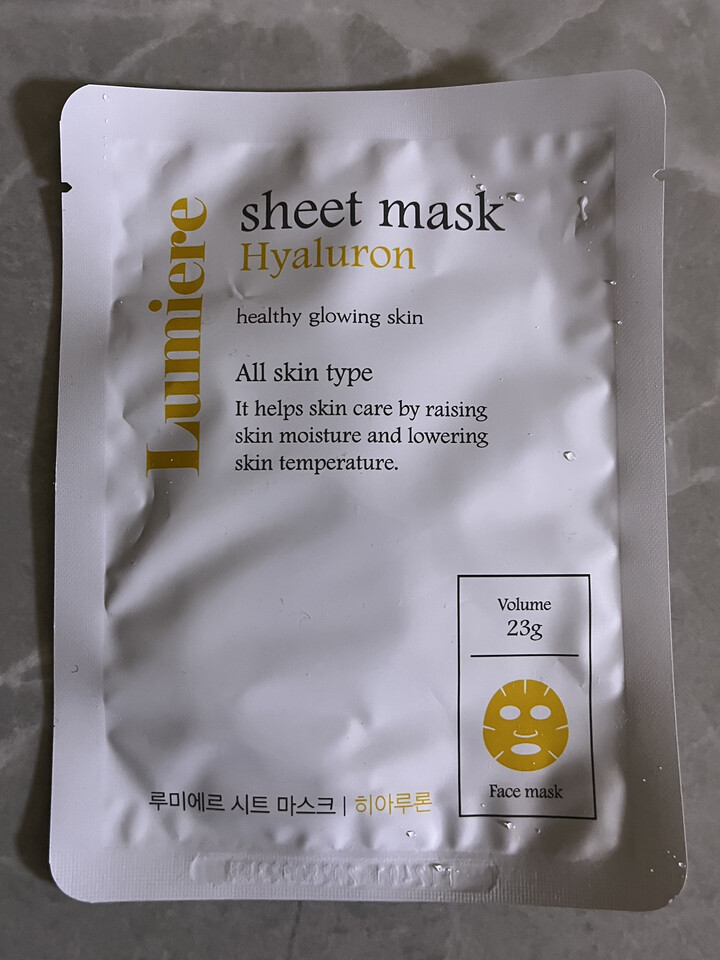 Lumiere
sheet mask
Hyaluron
healthy glowing skin
All skin type
It helps skin care by raising
skin moisture and lowering
skin temperature.
Volume
23g
Face mask
루미에르 시트 마스크 | 히아루론